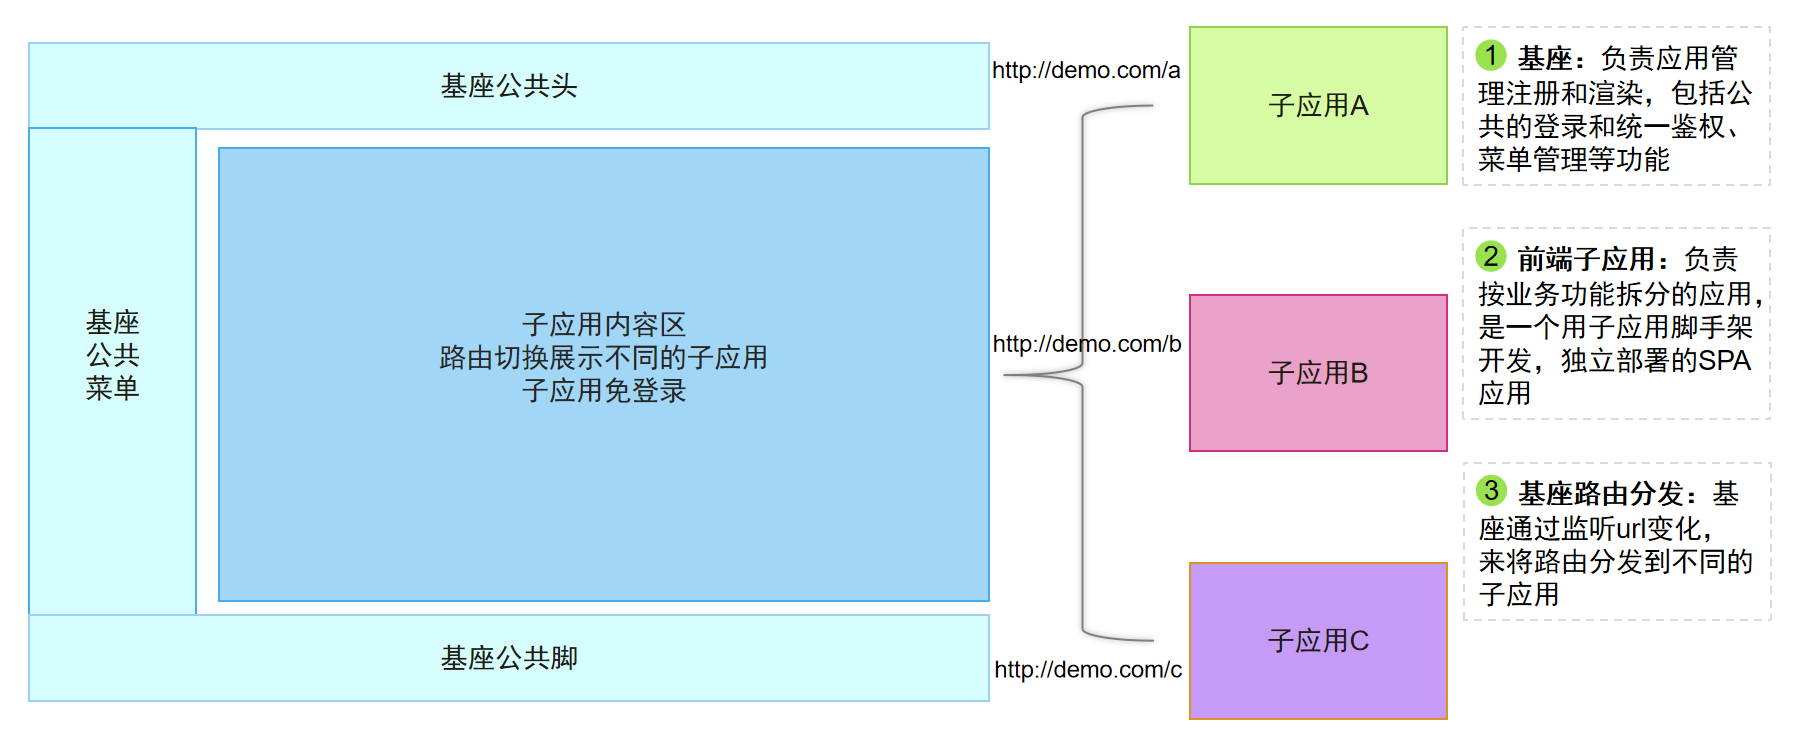 基座公共头
基座
公共
菜单
子应用内容区
路由切换展示不同的子应用
子应用免登录
基座公共脚
http://demo.com/a
http://demo.com/b
http://demo.com/c
子应用A
子应用B
子应用C
1 基座：负责应用管
理注册和渲染，包括公
共的登录和统一鉴权、
菜单管理等功能
2 前端子应用：负责
按业务功能拆分的应用，
是一个用子应用脚手架
开发，独立部署的SPA
应用
3 基座路由分发：基
座通过监听url变化，
来将路由分发到不同的
子应用